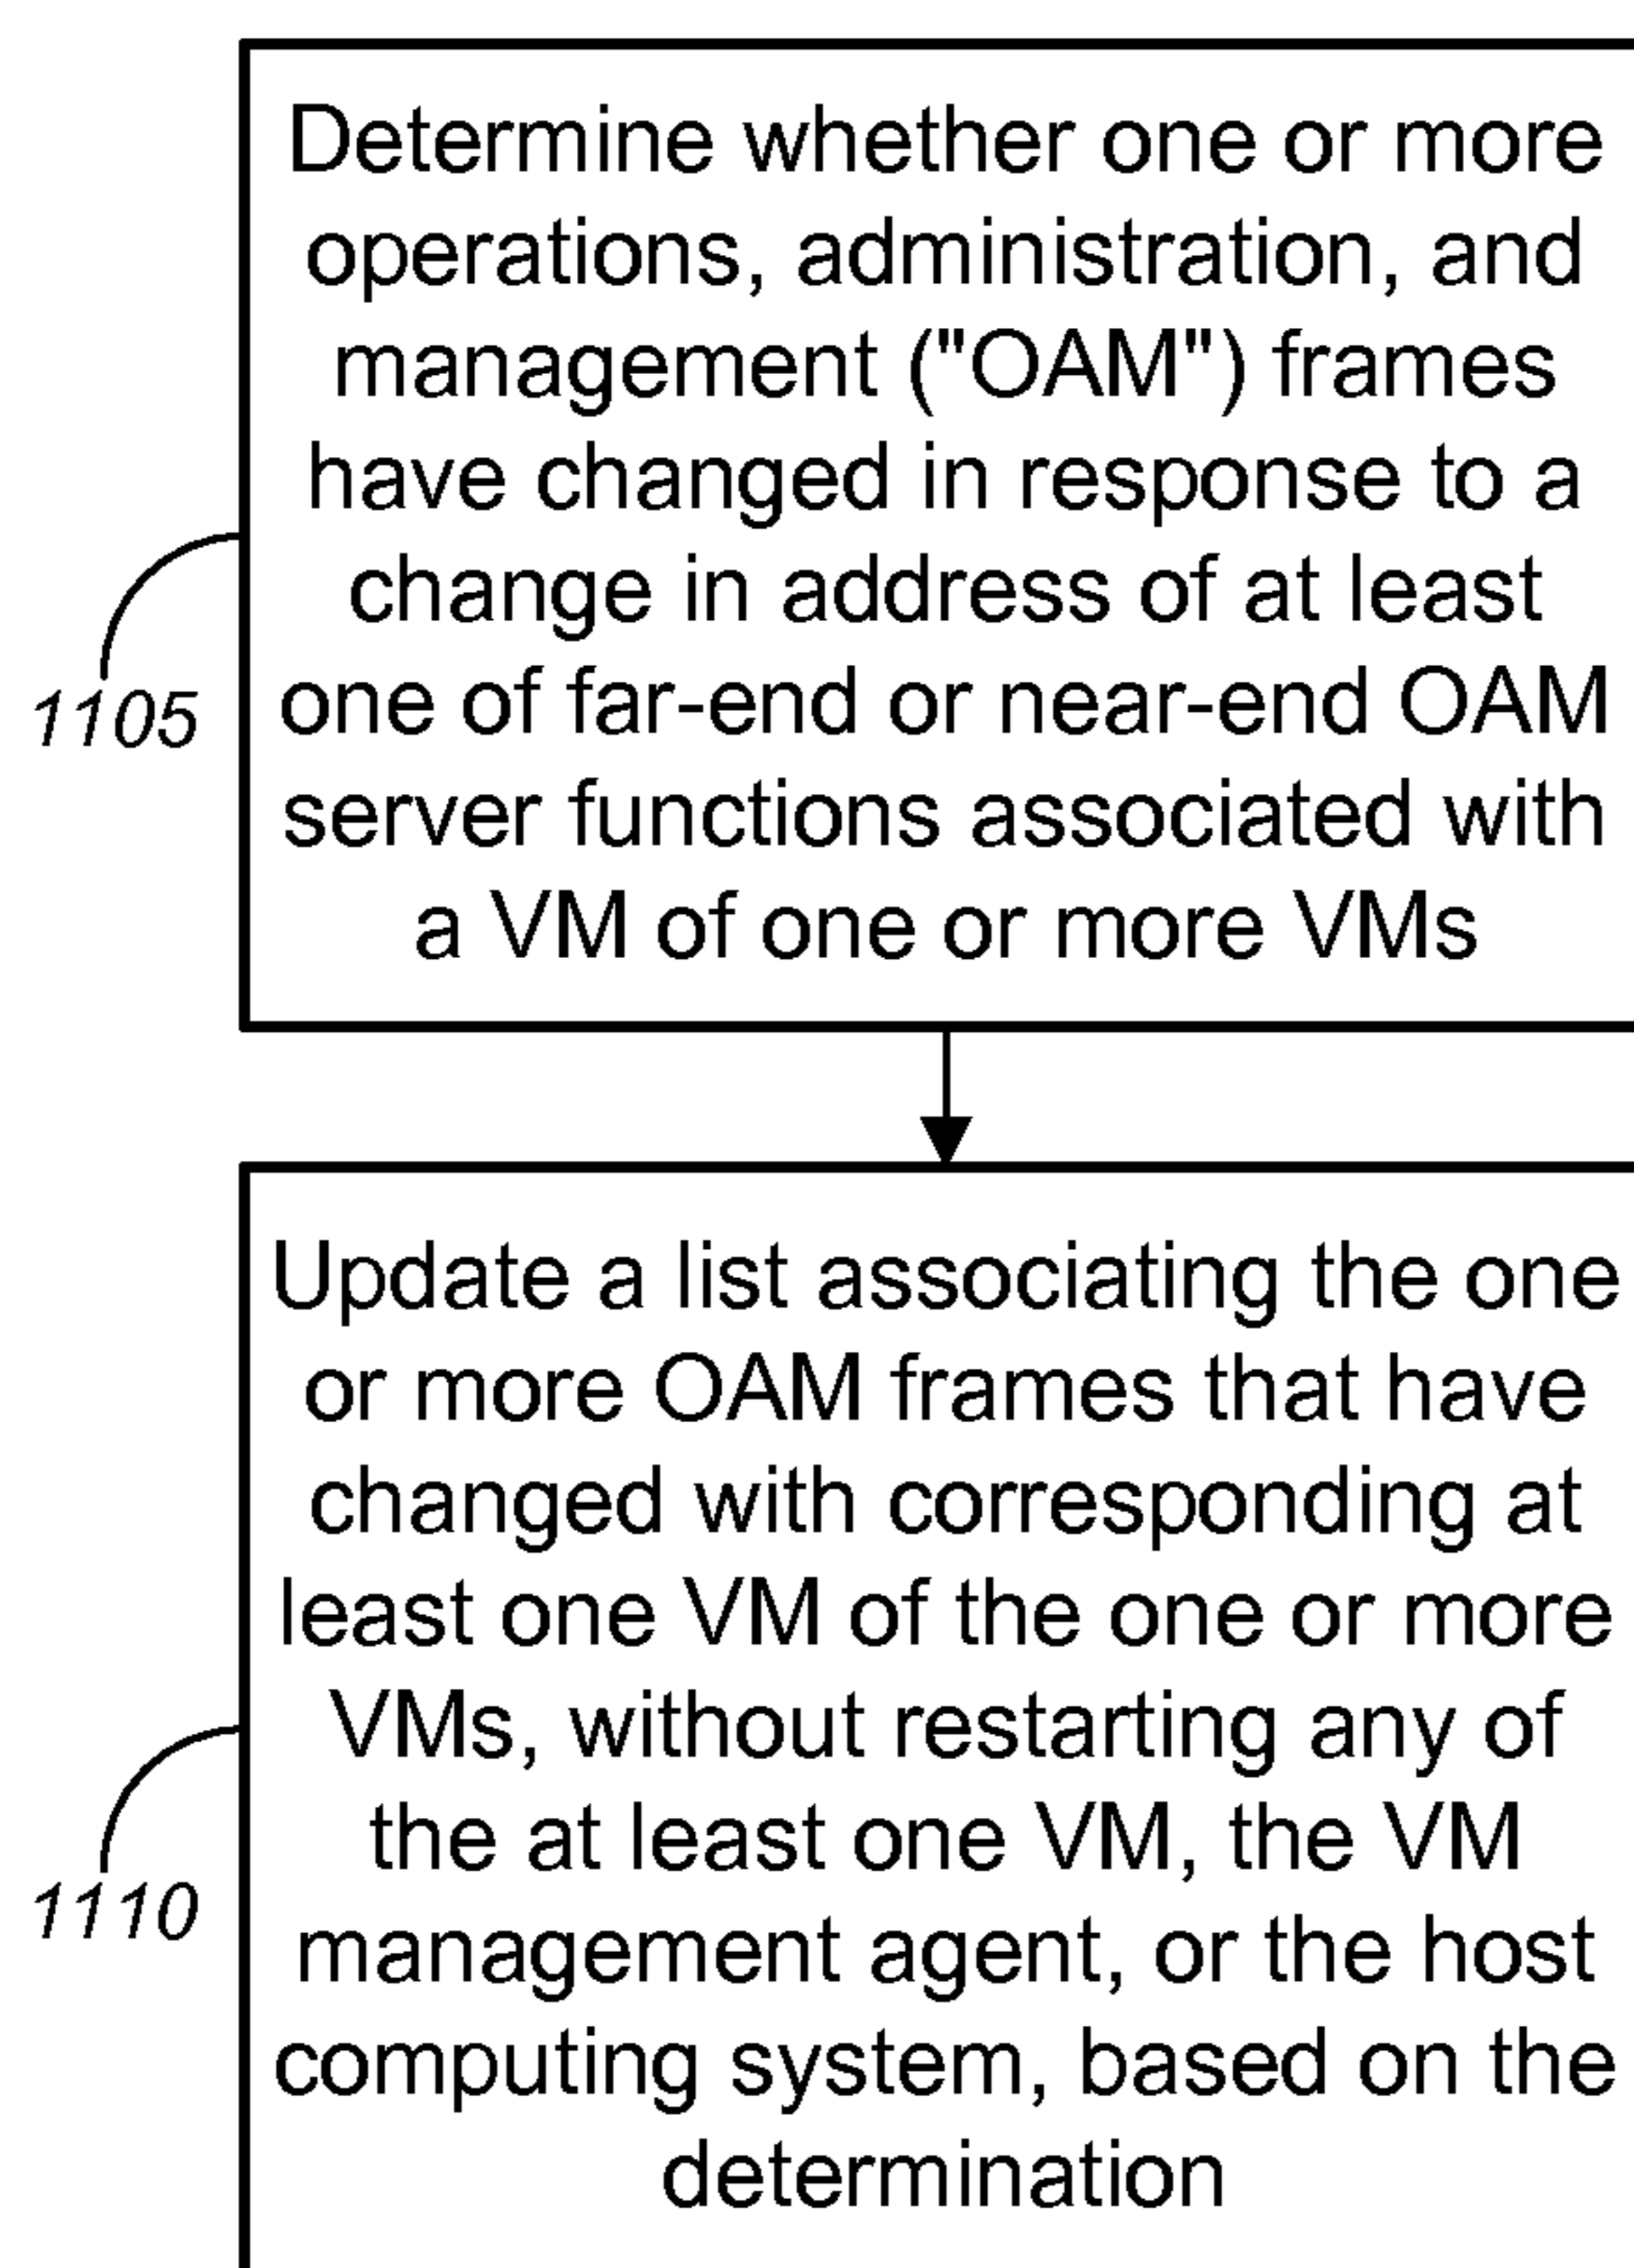 Determine whether one or more
operations, administration, and
management ("OAM") frames
have changed in response to a
change in address of at least
one of far-end or near-end OAM
server functions associated with
a VM of one or more VMs
1105
Update a list associating the one
or more OAM frames that have
changed with corresponding at
least one VM of the one or more
VMs, without restarting any of
the at least one VM, the VM
management agent, or the host
computing system, based on the
determination
1110